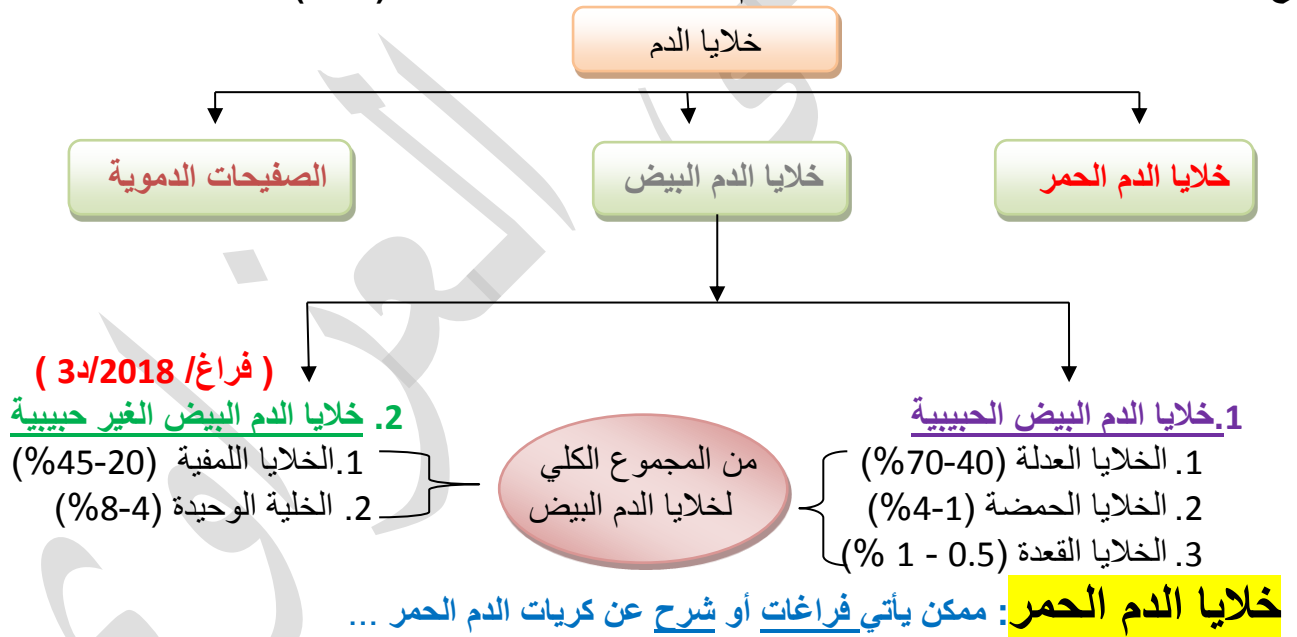 خلايا الدم
خلايا الدم الحمر
خلايا الدم البيض
الصفيحات الدموية
( فراغ/ 2018/د3 )
1.خلايا الدم البيض الحبيبية
1. الخلايا العدلة (40-70%)
2. الخلايا الحمضة (1-4%)
3. الخلايا القعدة (0.5 - 1 %)
من المجموع الكلي
لخلايا الدم البيض
2. خلايا الدم البيض الغير حبيبية
1.الخلايا اللمفية (20-45%)
2. الخلية الوحيدة (4-8%)
خلايا الدم الحمر: ممكن يأتي فراغات أو شرح عن كريات الدم الحمر ...